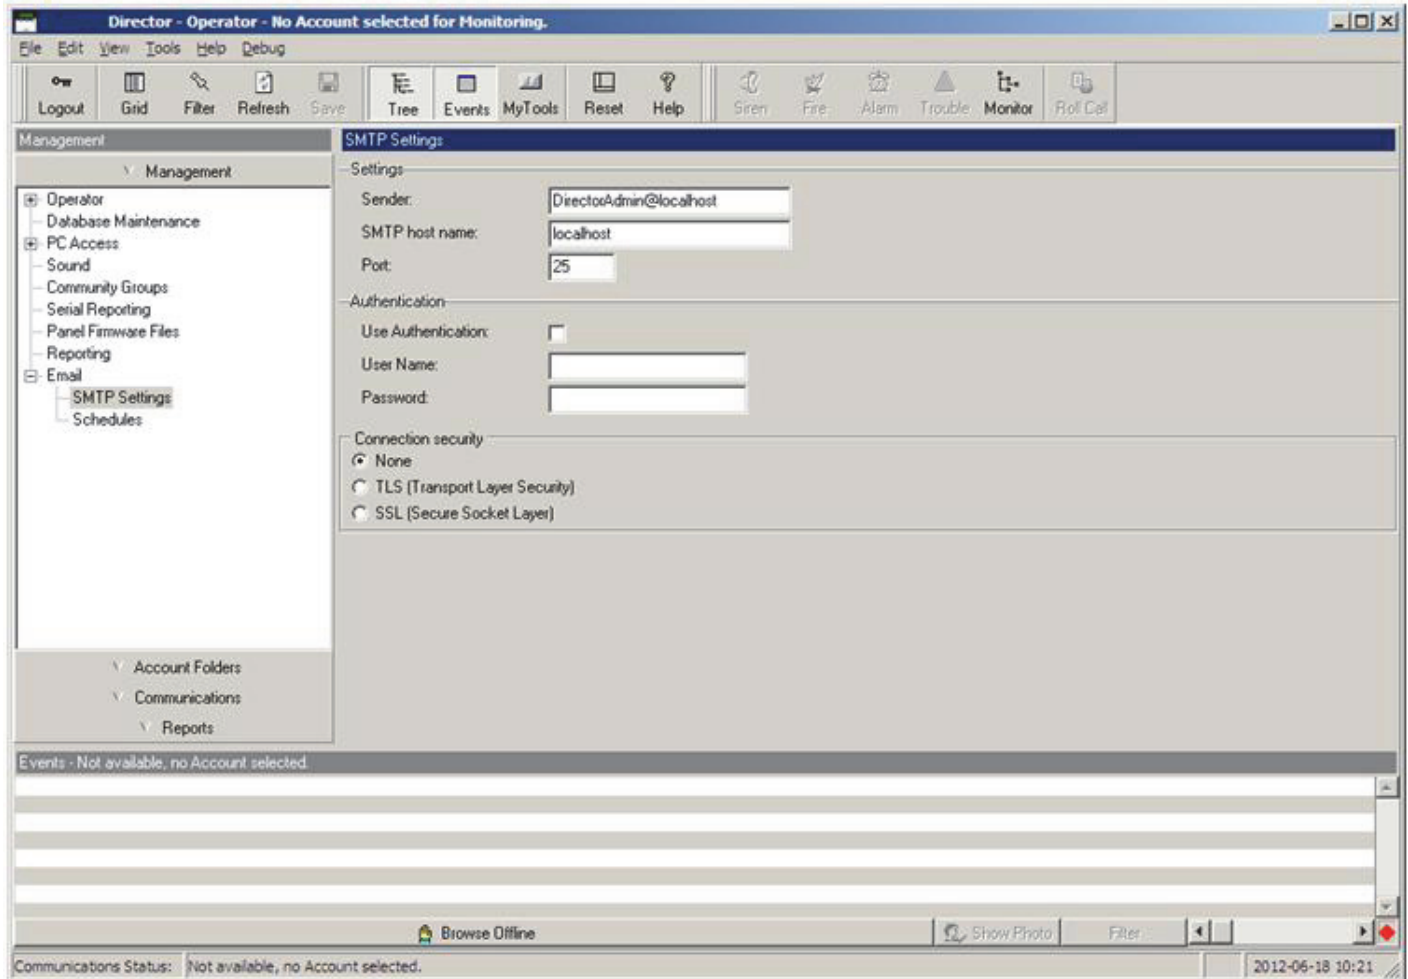 Director - Operator - No Account selected for Monitoring.
File Edit View Tools Help Debug
Logout Grid Filter Refresh Save Tree Events MyTools Reset Help Siren Fire Alarm Trouble Monitor Roll Call
Management
Management
Operator
Database Maintenance
PC Access
Sound
Community Groups
Serial Reporting
Panel Firmware Files
Reporting
Email
SMTP Settings
Schedules
Account Folders
Communications
Reports
SMTP Settings
Settings
Sender: DirectorAdmin@localhost
SMTP host name: localhost
Port: 25
Authentication
Use Authentication:
User Name:
Password:
Connection security
None
TLS (Transport Layer Security)
SSL (Secure Socket Layer)
Events - Not available, no Account selected.
Browse Offline Show Photo Filter
Communications Status: Not available, no Account selected. 2012-06-18 10:21